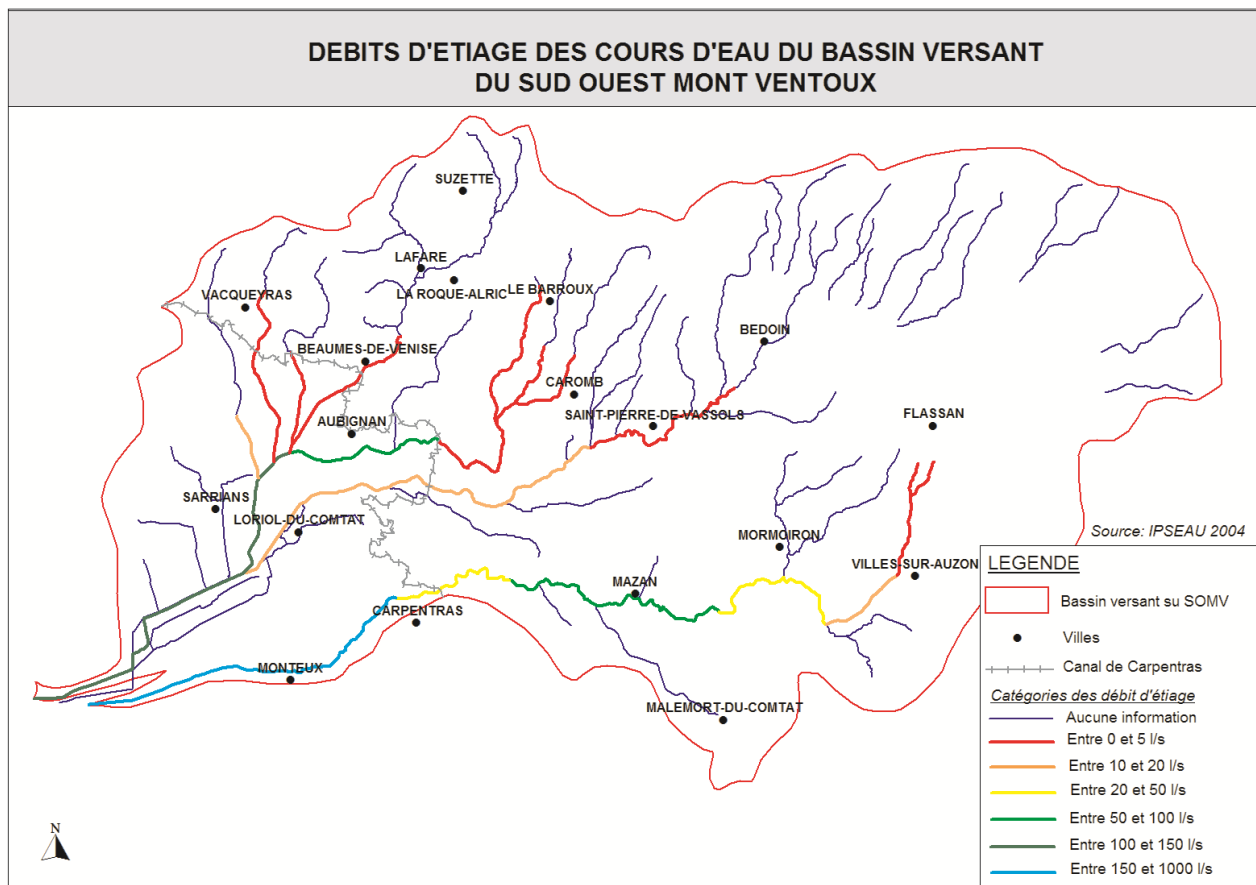 DEBITS D'ETIAGE DES COURS D'EAU DU BASSIN VERSANT
DU SUD OUEST MONT VENTOUX
SUZETTE
LAFARE
LA ROQUE-ALRIC
LE BARROUX
VACQUEYRAS
BEDOIN
BEAUMES-DE-VENISE
CAROMB
SAINT-PIERRE-DE-VASSOLS
FLASSAN
AUBIGNAN
SARRIANS
LORIOL-DU-COMTAT
MORMOIRON
VILLES-SUR-AUZON
MAZAN
CARPENTRAS
MONTEUX
MALEMORT-DU-COMTAT
Source: IPSEAU 2004
LEGENDE
Bassin versant su SOMV
Villes
Canal de Carpentras
Catégories des débit d'étiage
Aucune information
Entre 0 et 5 l/s
Entre 10 et 20 l/s
Entre 20 et 50 l/s
Entre 50 et 100 l/s
Entre 100 et 150 l/s
Entre 150 et 1000 l/s
N